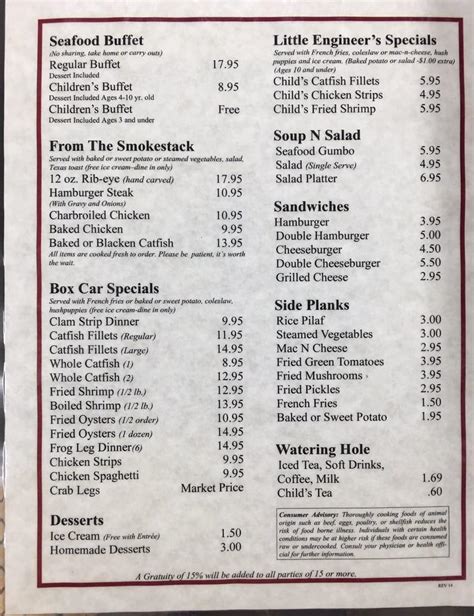 Seafood Buffet
(No sharing, take home or carry outs)
Regular Buffet 17.95
Dessert Included
Children's Buffet 8.95
Dessert Included Ages 4-10 yr. old
Children's Buffet Free
Dessert Included Ages 3 and under
From The Smokestack
Served with baked or sweet potato or steamed vegetables, salad,
Texas toast (free ice cream-dine in only)
12 oz. Rib-eye (hand carved) 17.95
Hamburger Steak 10.95
(With Gravy and Onions)
Charbroiled Chicken 10.95
Baked Chicken 9.95
Baked or Blacken Catfish 13.95
All items are cooked fresh to order. Please be patient, it's worth
the wait.
Box Car Specials
Served with French fries or baked or sweet potato, coleslaw,
hushpuppies (free ice cream-dine in only)
Clam Strip Dinner 9.95
Catfish Fillets (Regular) 11.95
Catfish Fillets (Large) 14.95
Whole Catfish (1) 8.95
Whole Catfish (2) 12.95
Fried Shrimp (1/2 lb.) 12.95
Boiled Shrimp (1/2 lb.) 13.95
Fried Oysters (1/2 order) 10.95
Fried Oysters (1 dozen) 14.95
Frog Leg Dinner(6) 14.95
Chicken Strips 9.95
Chicken Spaghetti 9.95
Crab Legs Market Price
Desserts
Ice Cream (Free with Entrée) 1.50
Homemade Desserts 3.00
Little Engineer's Specials
Served with French fries, coleslaw or mac-n-cheese, hush
puppies and ice cream. (Baked potato or salad -$1.00 extra)
(Ages 10 and under)
Child's Catfish Fillets 5.95
Child's Chicken Strips 4.95
Child's Fried Shrimp 5.95
Soup N Salad
Seafood Gumbo 5.95
Salad (Single Serve) 4.95
Salad Platter 6.95
Sandwiches
Hamburger 3.95
Double Hamburger 5.00
Cheeseburger 4.50
Double Cheeseburger 5.50
Grilled Cheese 2.95
Side Planks
Rice Pilaf 3.00
Steamed Vegetables 3.00
Mac N Cheese 2.95
Fried Green Tomatoes 3.95
Fried Mushrooms 3.95
Fried Pickles 2.95
French Fries 1.50
Baked or Sweet Potato 1.95
Watering Hole
Iced Tea, Soft Drinks,
Coffee, Milk 1.69
Child's Tea .60
Consumer Advisory: Thoroughly cooking foods of animal
origin such as beef, eggs, poultry, or shellfish reduces the
risk of food borne illness. Individuals with certain health
conditions may be at higher risk if these foods are consumed
raw or undercooked. Consult your physician or health offi-
cial for further information.
A Gratuity of 15% will be added to all parties of 15 or more.
REV 14